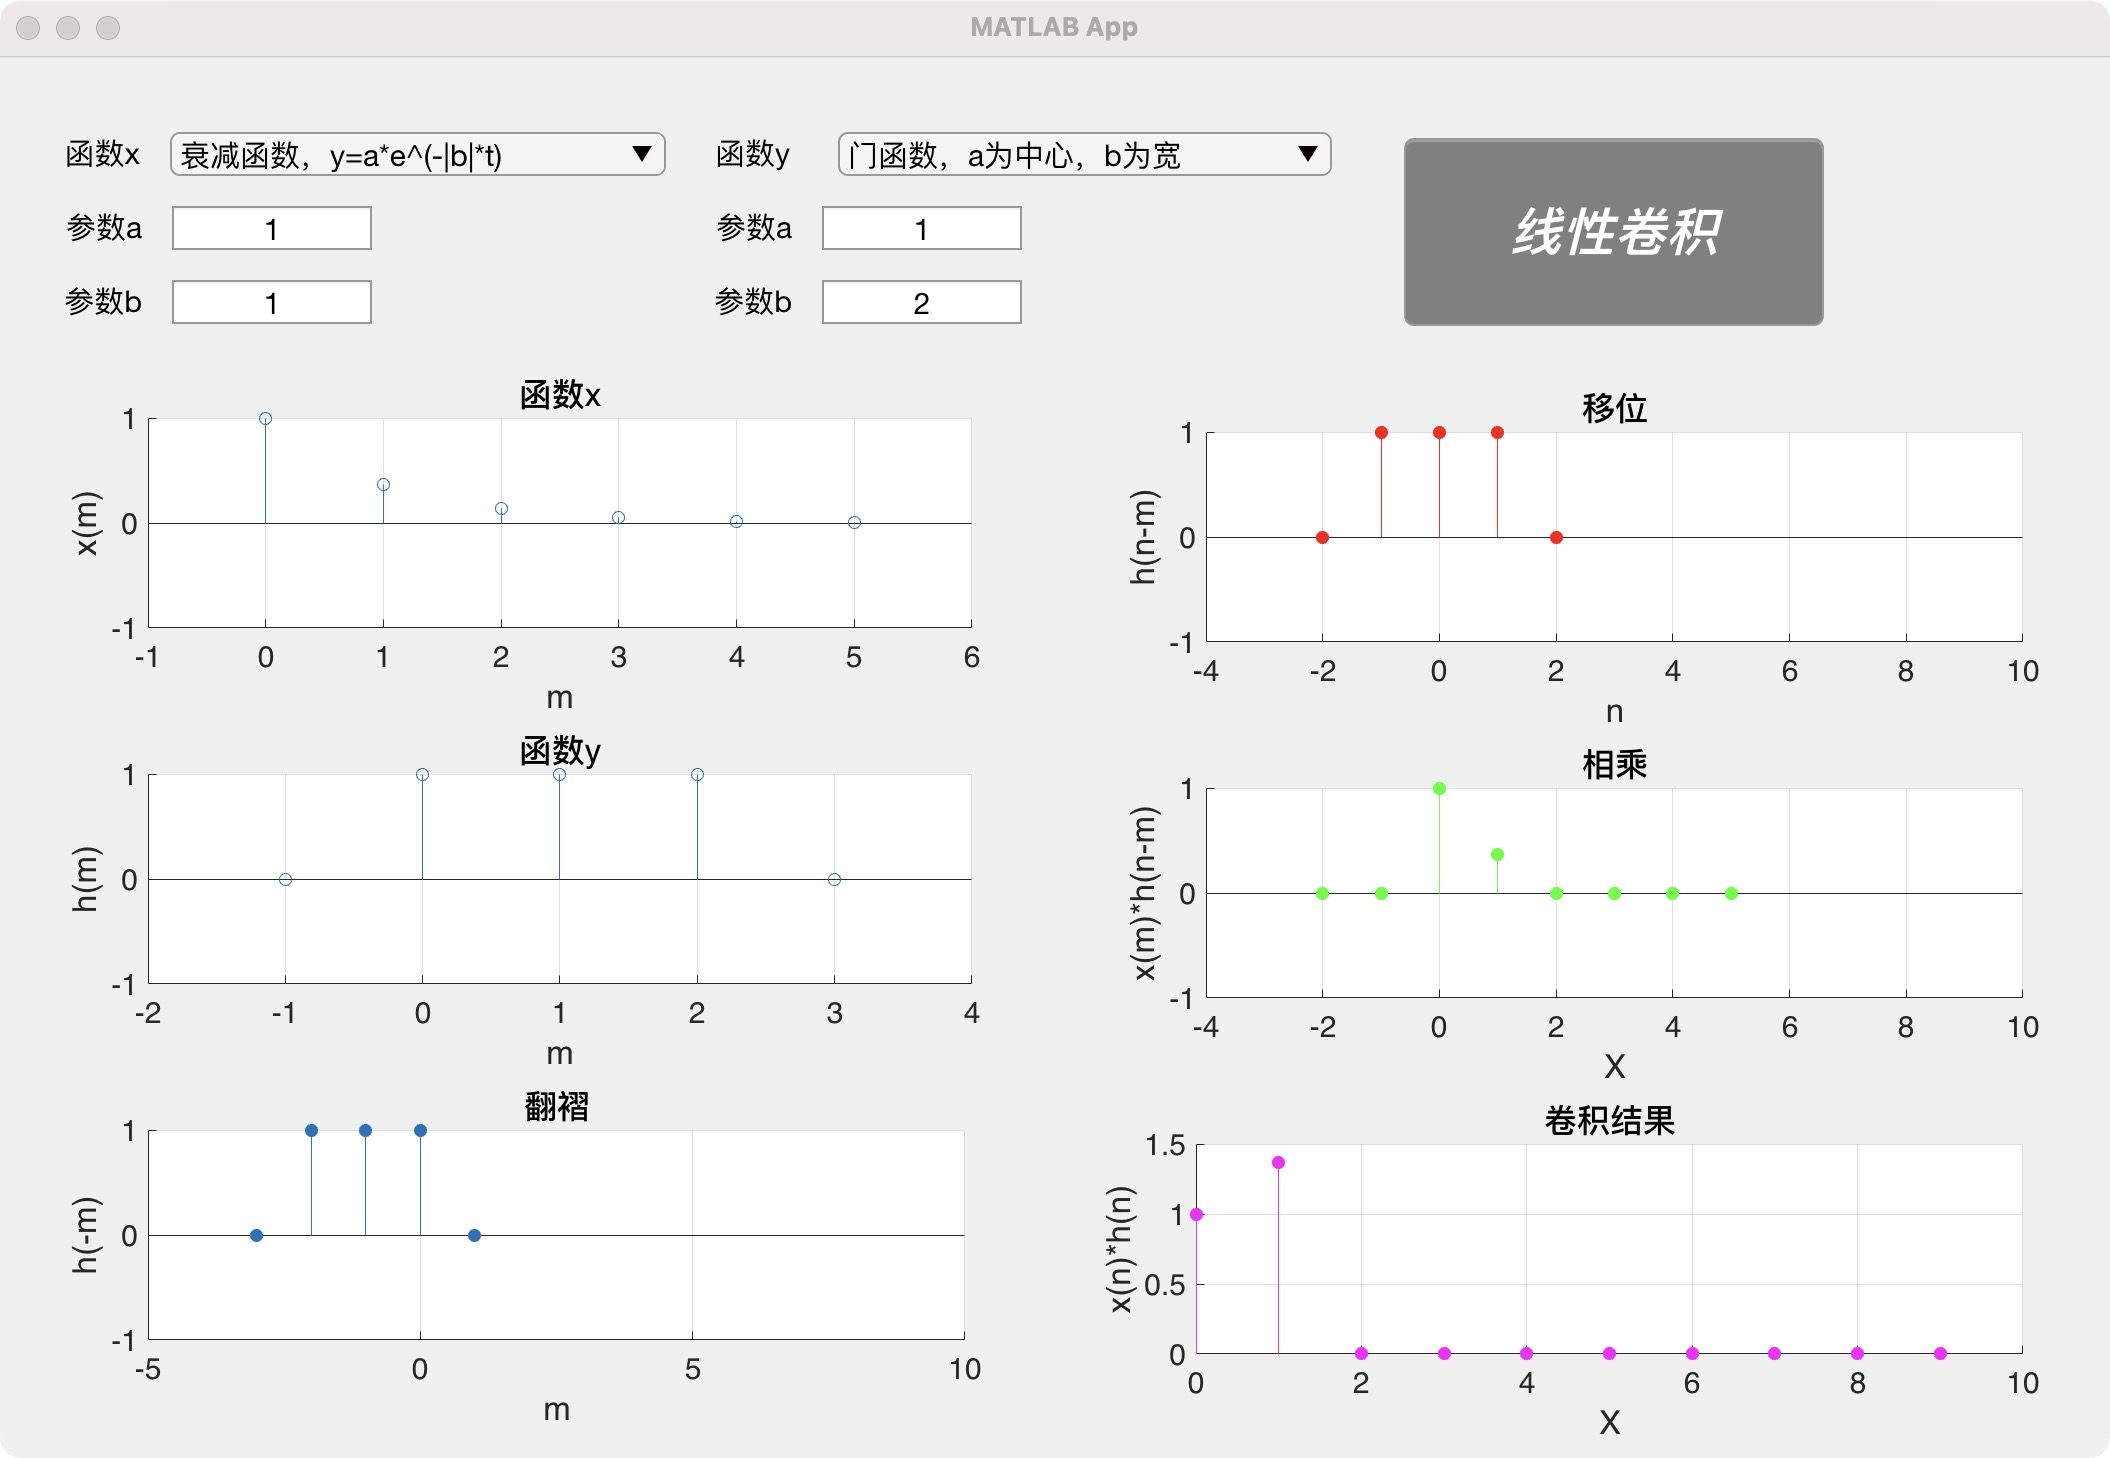 MATLAB App
函数x
衰减函数，y=a*e^(-|b|*t)
函数y
门函数，a为中心，b为宽
参数a
1
参数a
1
参数b
1
参数b
2
线性卷积
函数x
1
0
-1
x(m)
-1 0 1 2 3 4 5 6
m
移位
1
0
-1
h(n-m)
-4 -2 0 2 4 6 8 10
n
函数y
1
0
-1
h(m)
-2 -1 0 1 2 3 4
m
相乘
1
0
-1
x(m)*h(n-m)
-4 -2 0 2 4 6 8 10
X
翻褶
1
0
-1
h(-m)
-5 0 5 10
m
卷积结果
1.5
1
0.5
0
x(n)*h(n)
0 2 4 6 8 10
X